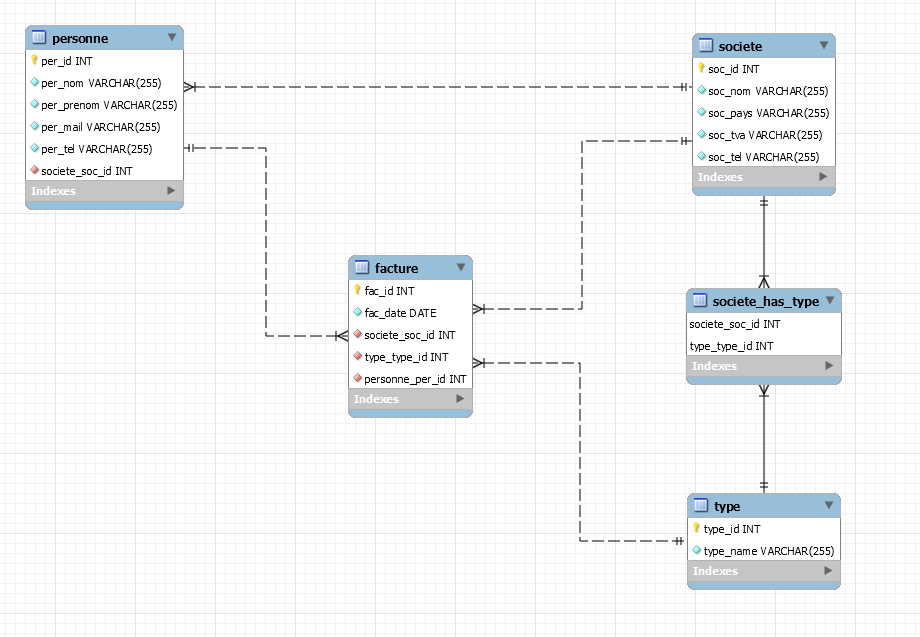 personne
per_id INT
per_nom VARCHAR(255)
per_prenom VARCHAR(255)
per_mail VARCHAR(255)
per_tel VARCHAR(255)
societe_soc_id INT
Indexes
societe
soc_id INT
soc_nom VARCHAR(255)
soc_pays VARCHAR(255)
soc_tva VARCHAR(255)
soc_tel VARCHAR(255)
Indexes
facture
fac_id INT
fac_date DATE
societe_soc_id INT
type_type_id INT
personne_per_id INT
Indexes
societe_has_type
societe_soc_id INT
type_type_id INT
Indexes
type
type_id INT
type_name VARCHAR(255)
Indexes